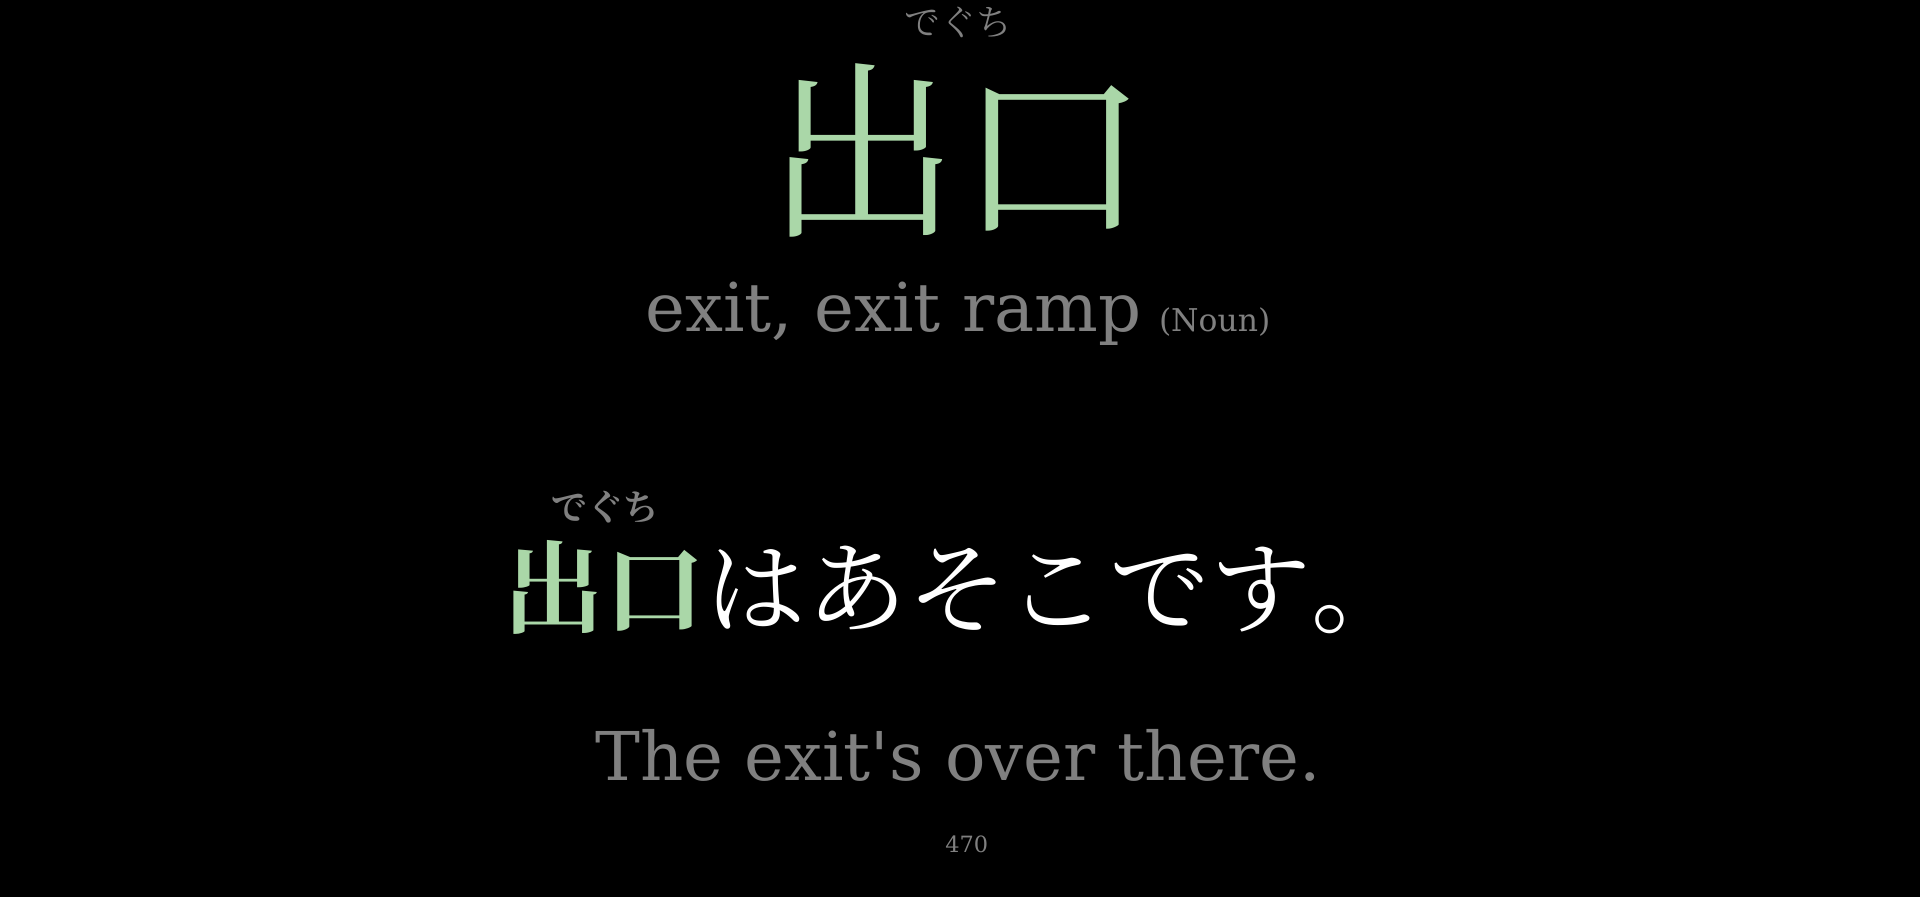 でぐち
出口
exit, exit ramp (Noun)
でぐち
出口はあそこです。
The exit's over there.
470